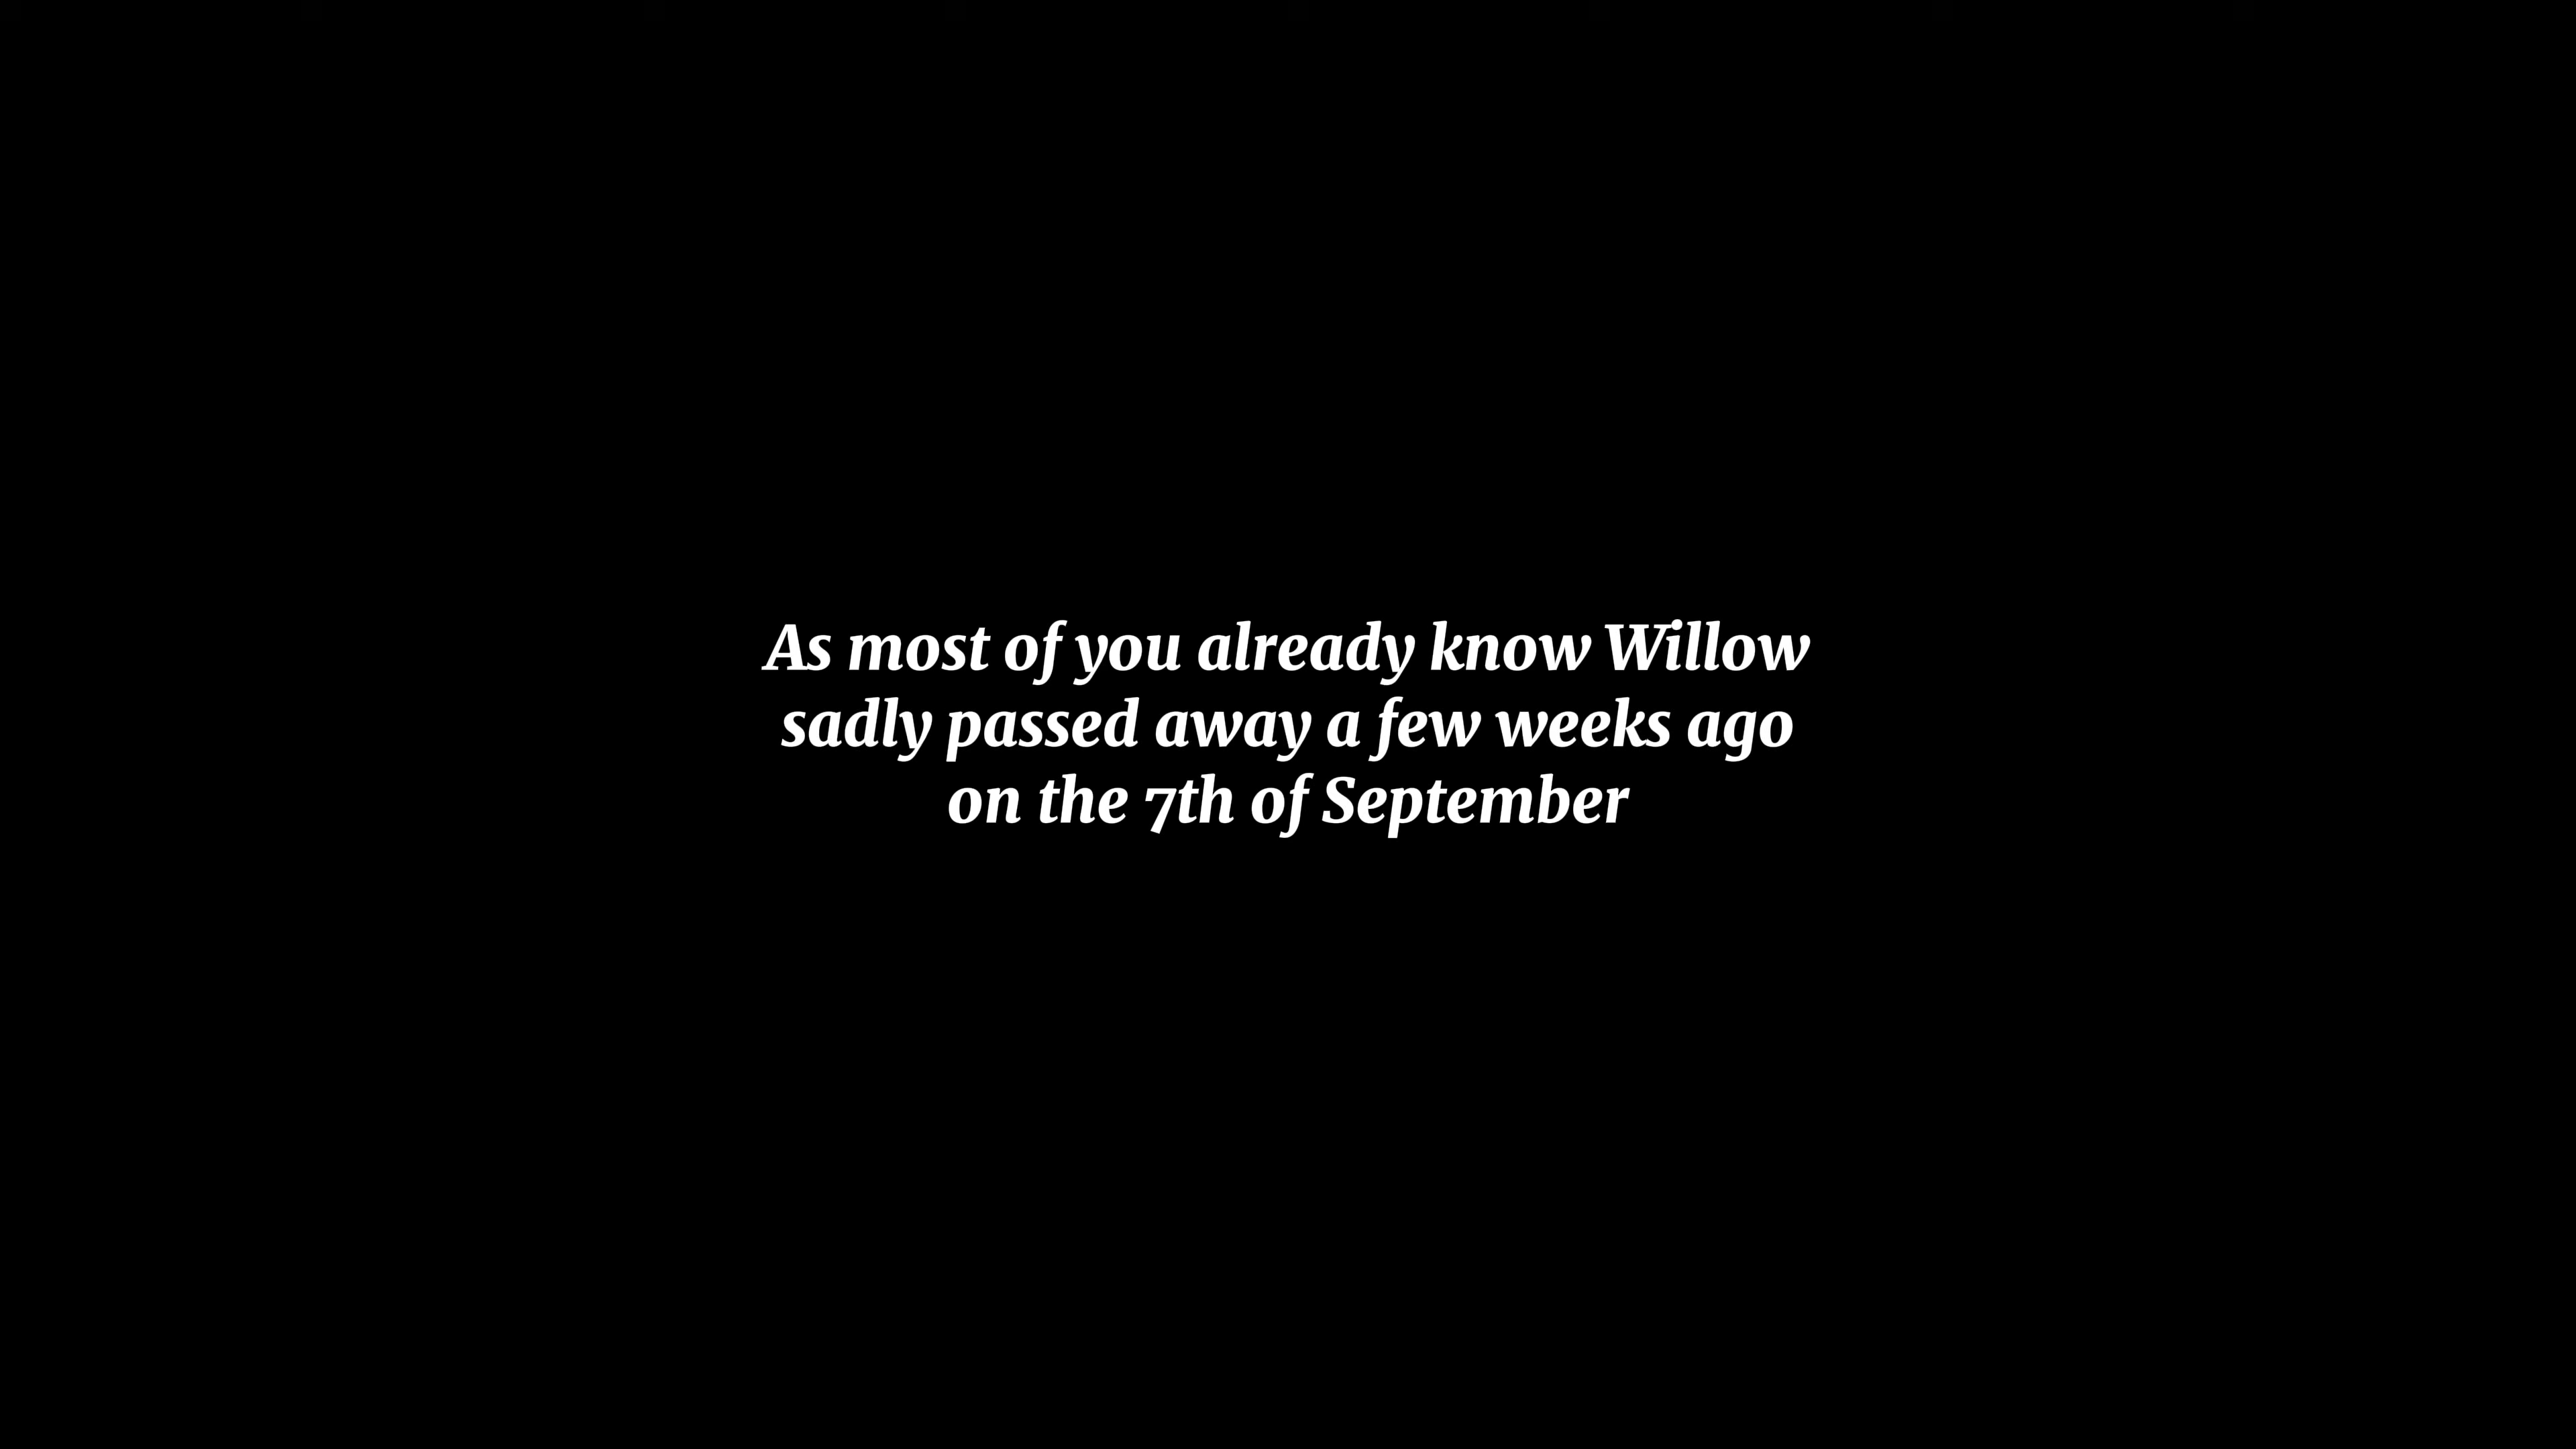 As most of you already know Willow
sadly passed away a few weeks ago
on the 7th of September